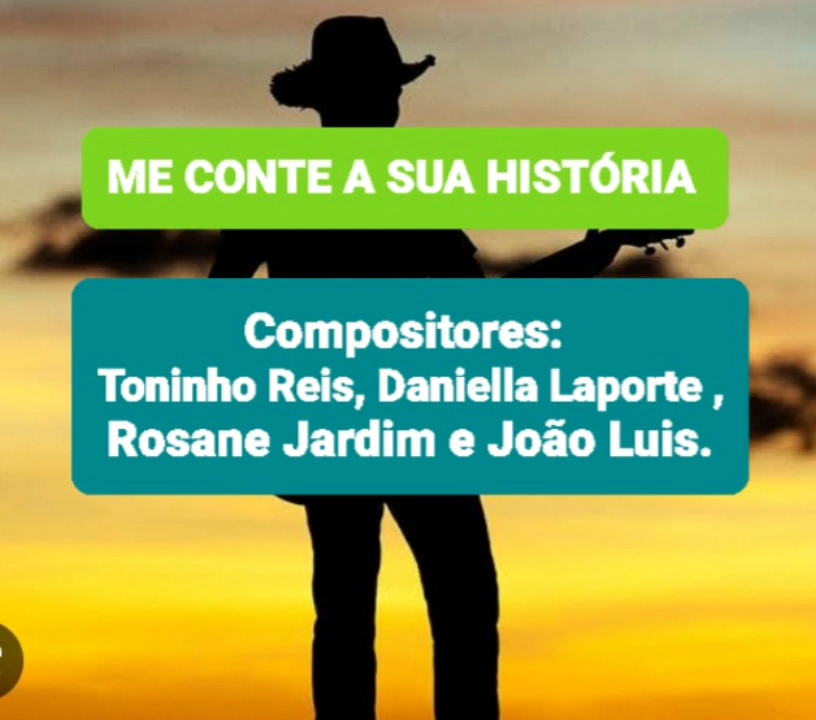 ME CONTE A SUA HISTÓRIA
Compositores:
Toninho Reis, Daniella Laporte ,
Rosane Jardim e João Luis.